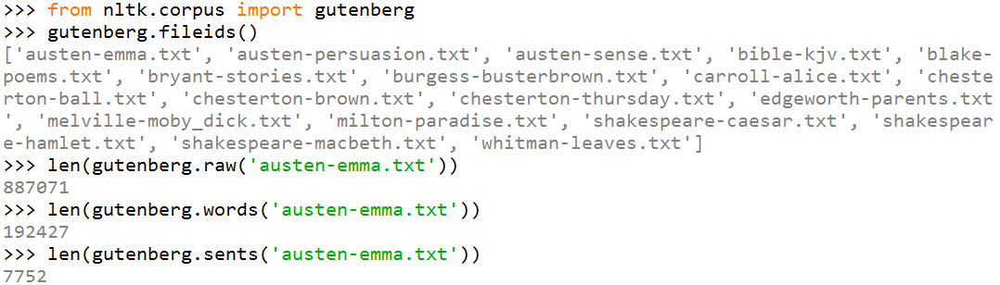 >>> from nltk.corpus import gutenberg
>>> gutenberg.fileids()
['austen-emma.txt', 'austen-persuasion.txt', 'austen-sense.txt', 'bible-kjv.txt', 'blake-
poems.txt', 'bryant-stories.txt', 'burgess-busterbrown.txt', 'carroll-alice.txt', 'cheste
rton-ball.txt', 'chesterton-brown.txt', 'chesterton-thursday.txt', 'edgeworth-parents.txt
', 'melville-moby_dick.txt', 'milton-paradise.txt', 'shakespeare-caesar.txt', 'shakespear
e-hamlet.txt', 'shakespeare-macbeth.txt', 'whitman-leaves.txt']
>>> len(gutenberg.raw('austen-emma.txt'))
887071
>>> len(gutenberg.words('austen-emma.txt'))
192427
>>> len(gutenberg.sents('austen-emma.txt'))
7752